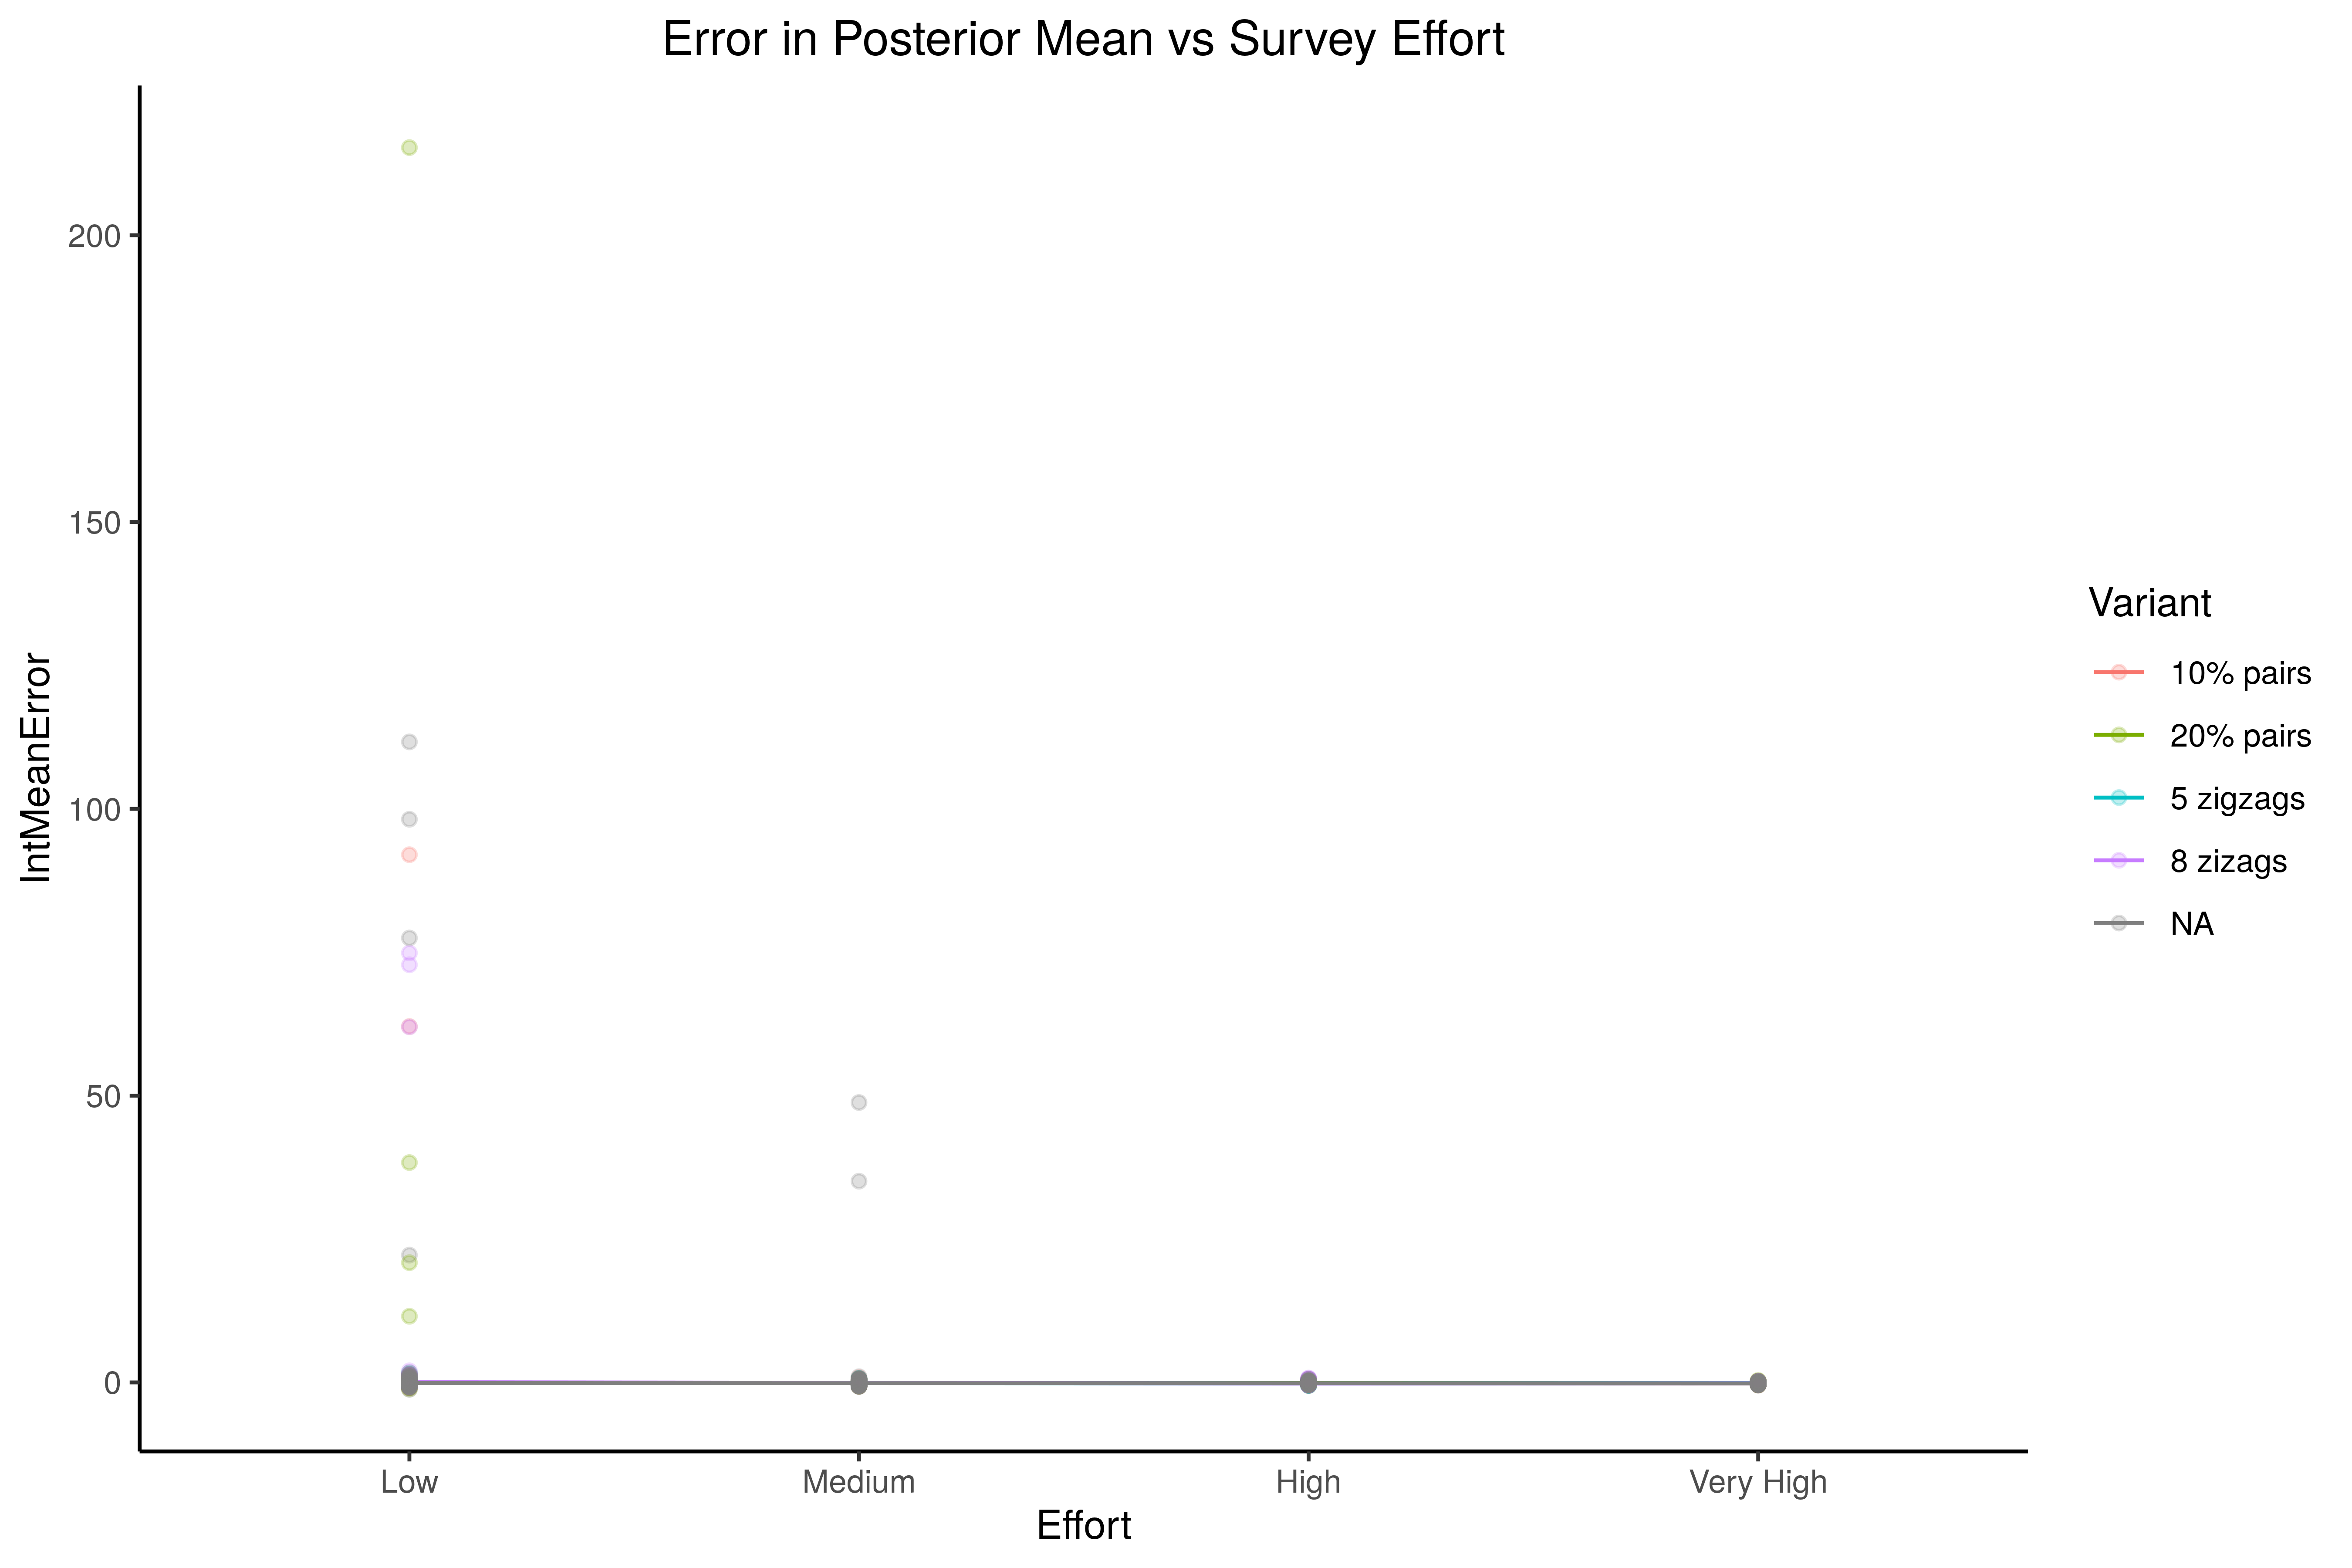 Error in Posterior Mean vs Survey Effort
IntMeanError
200
150
100
50
0
Low
Medium
High
Very High
Effort
Variant
10% pairs
20% pairs
5 zigzags
8 zizags
NA